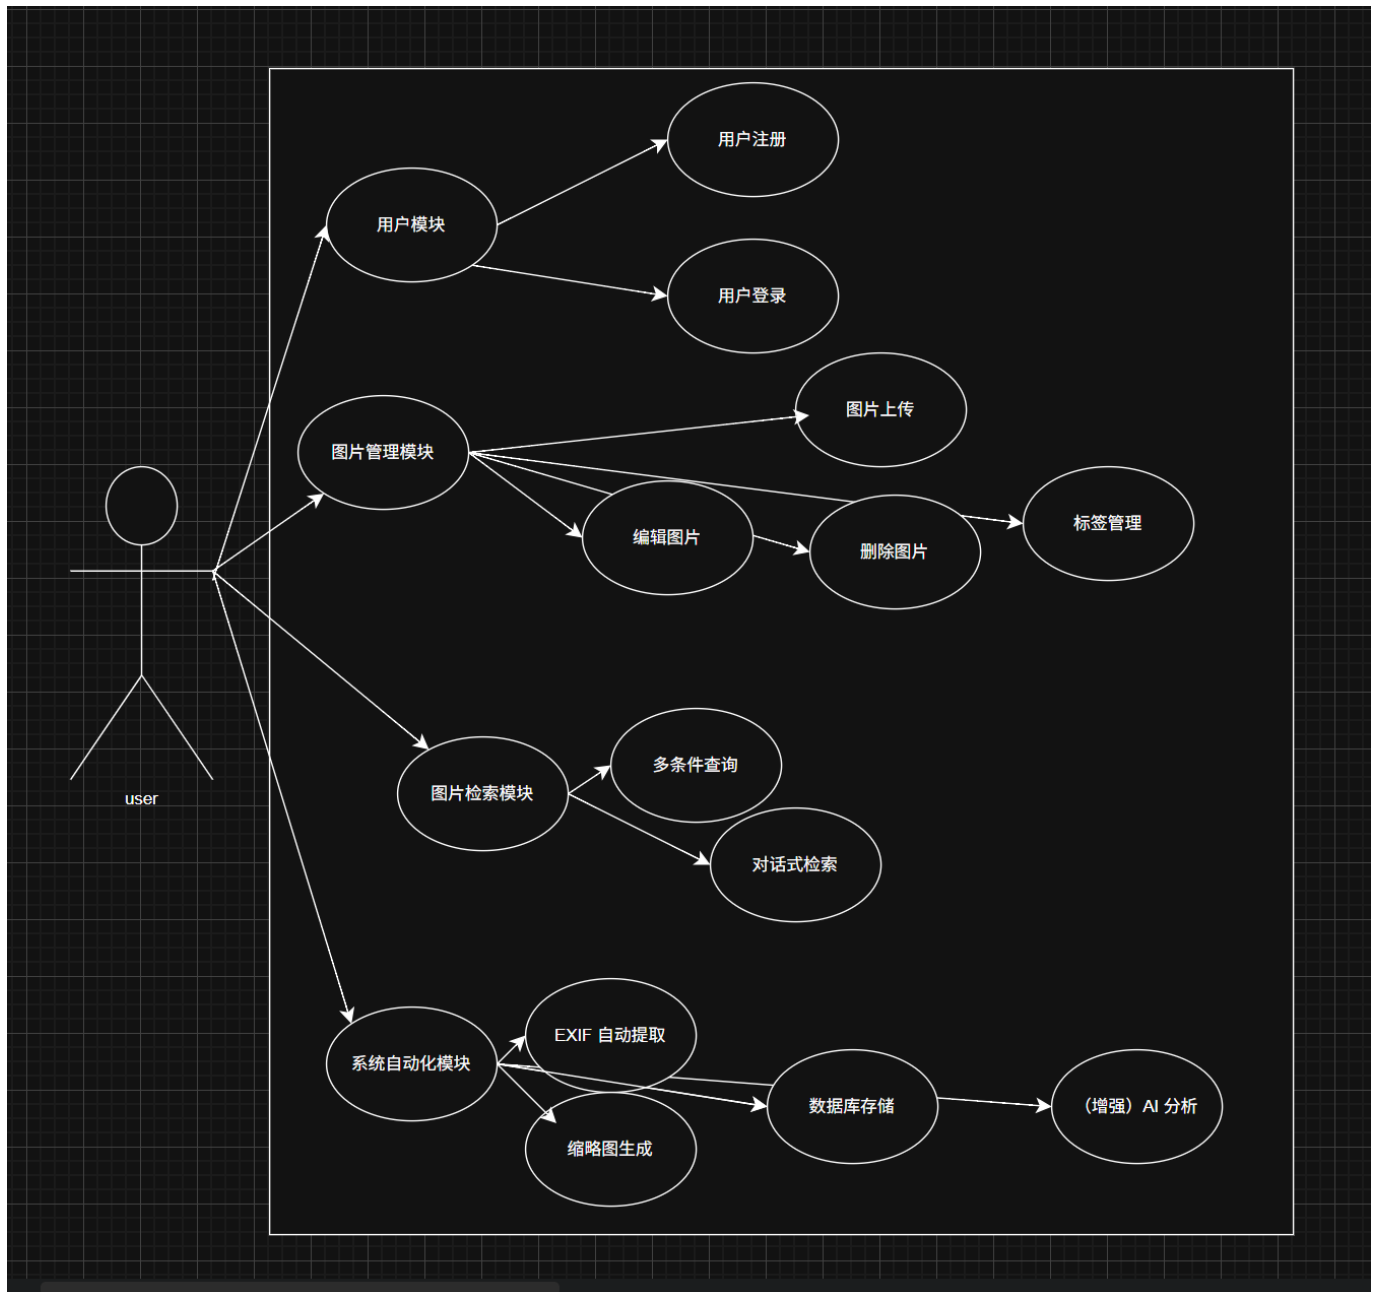 用户注册
用户模块
用户登录
图片上传
图片管理模块
标签管理
编辑图片
删除图片
user
多条件查询
图片检索模块
对话式检索
EXIF 自动提取
系统自动化模块
数据库存储
（增强）AI 分析
缩略图生成